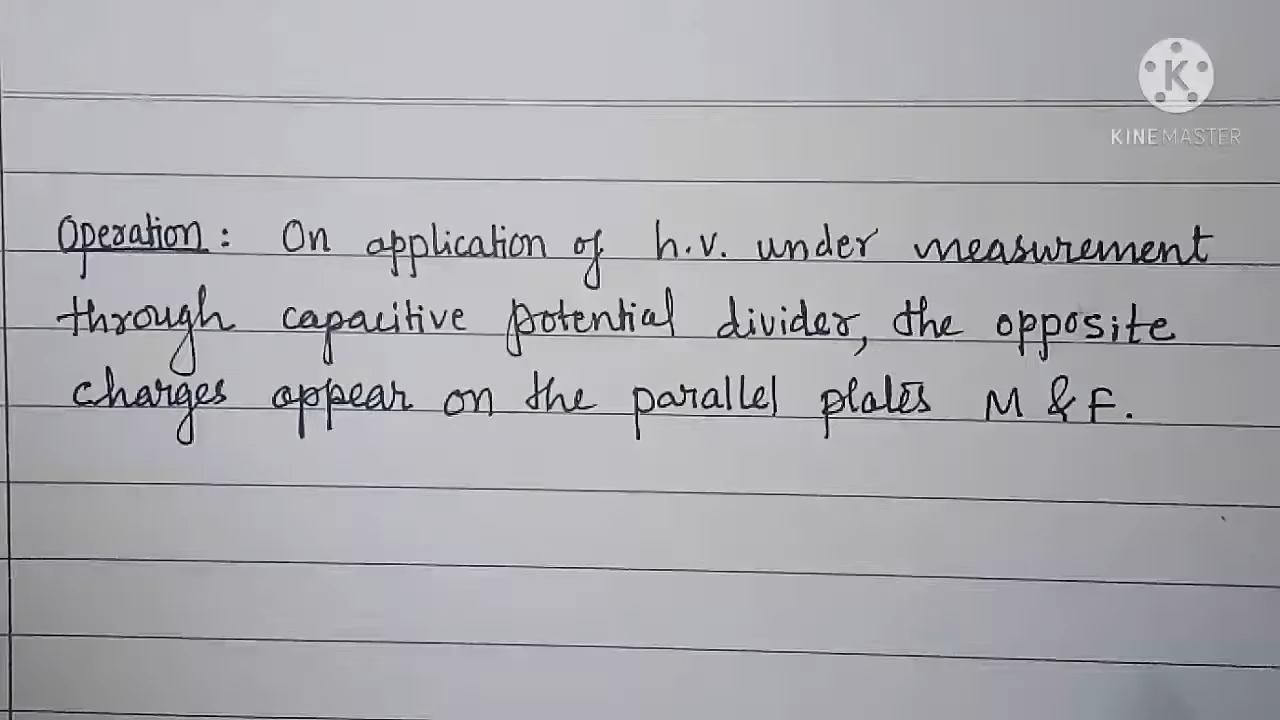 K
KINEMASTER
Operation: On application of h.v. under measurement
through capacitive potential divider, the opposite
charges appear on the parallel plates M & F.